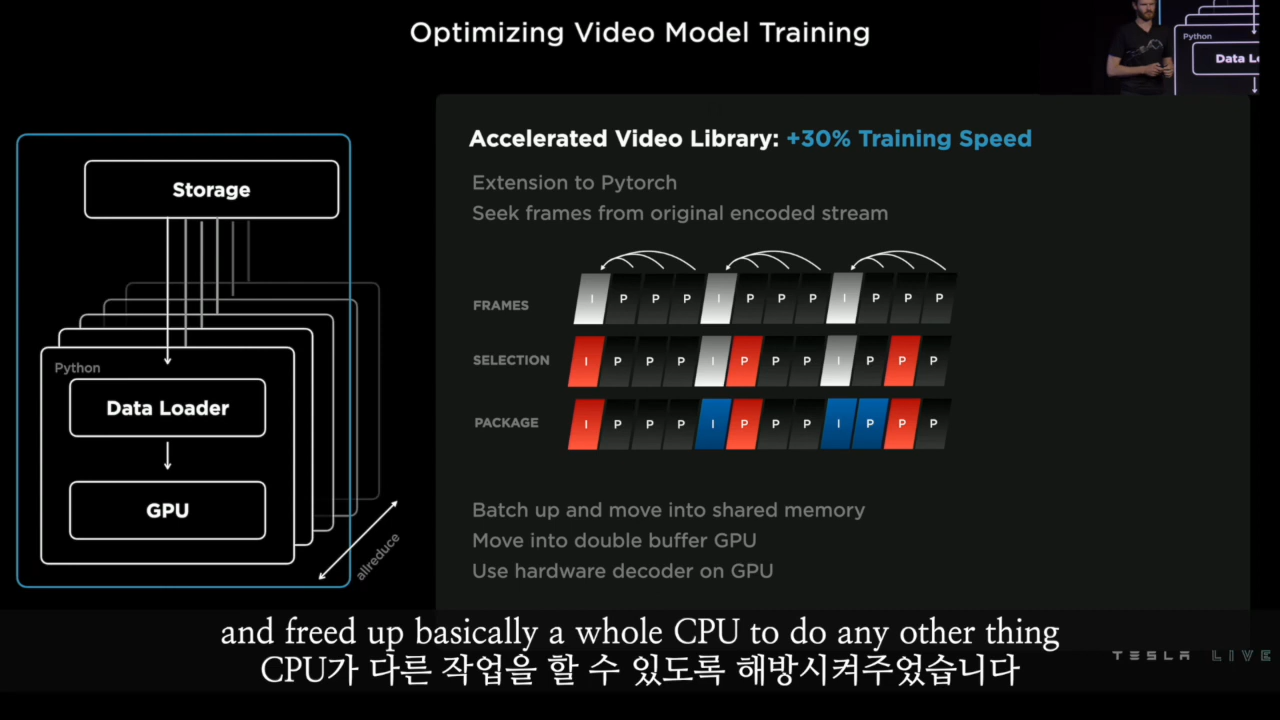 Optimizing Video Model Training
Python
Data Lo
Storage
Python
Data Loader
GPU
allreduce
Accelerated Video Library: +30% Training Speed
Extension to Pytorch
Seek frames from original encoded stream
FRAMES I P P P I P P P I P P P
SELECTION I P P P I P P P I P P P
PACKAGE I P P P I P P P I P P P
Batch up and move into shared memory
Move into double buffer GPU
Use hardware decoder on GPU
and freed up basically a whole CPU to do any other thing
CPU가 다른 작업을 할 수 있도록 해방시켜주었습니다
TESLA LIVE